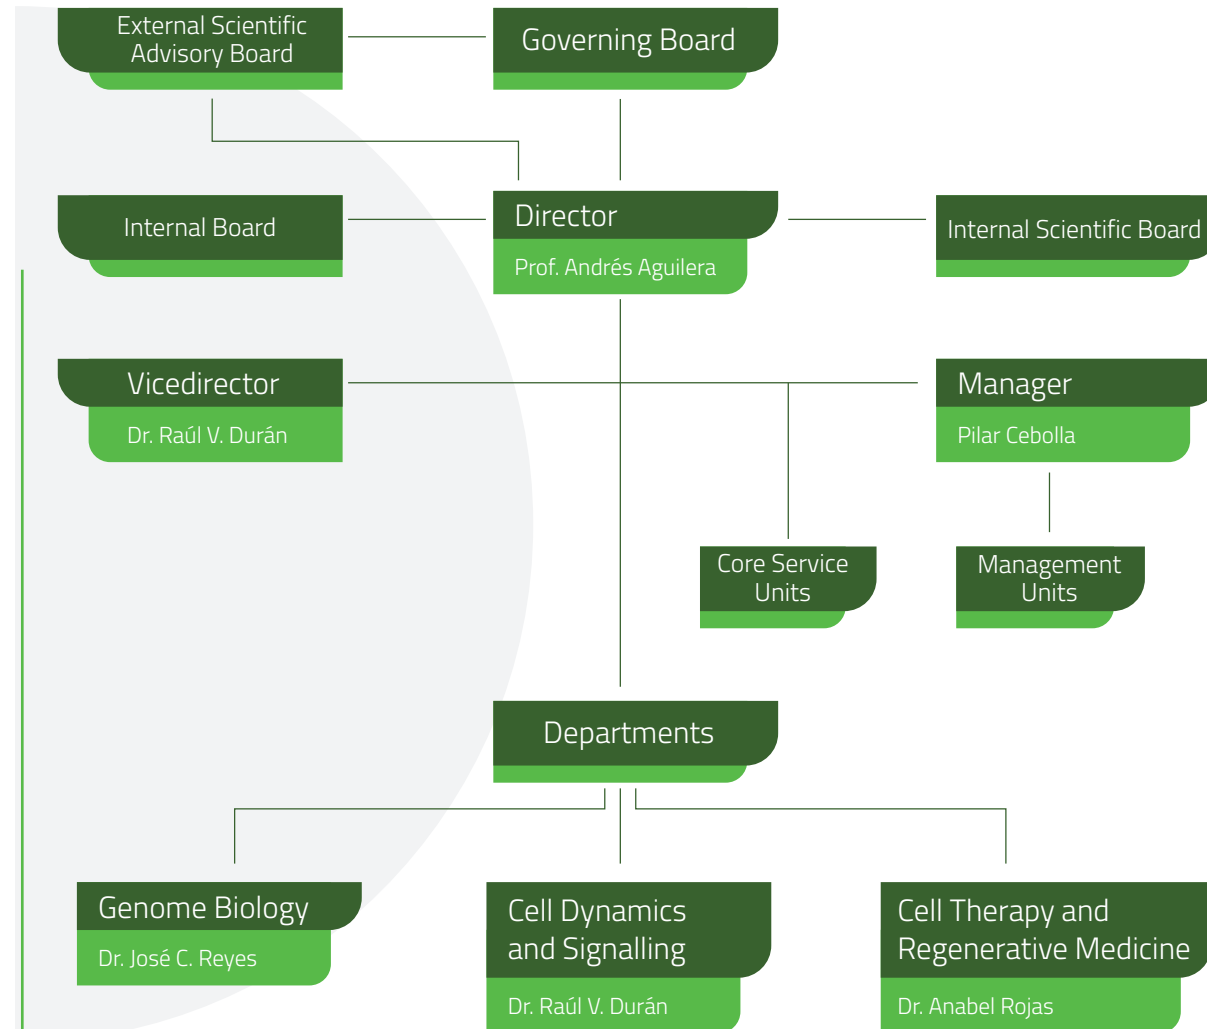 External Scientific
Advisory Board
Governing Board
Internal Board
Director
Prof. Andrés Aguilera
Internal Scientific Board
Vicedirector
Dr. Raúl V. Durán
Manager
Pilar Cebolla
Core Service
Units
Management
Units
Departments
Genome Biology
Dr. José C. Reyes
Cell Dynamics
and Signalling
Dr. Raúl V. Durán
Cell Therapy and
Regenerative Medicine
Dr. Anabel Rojas